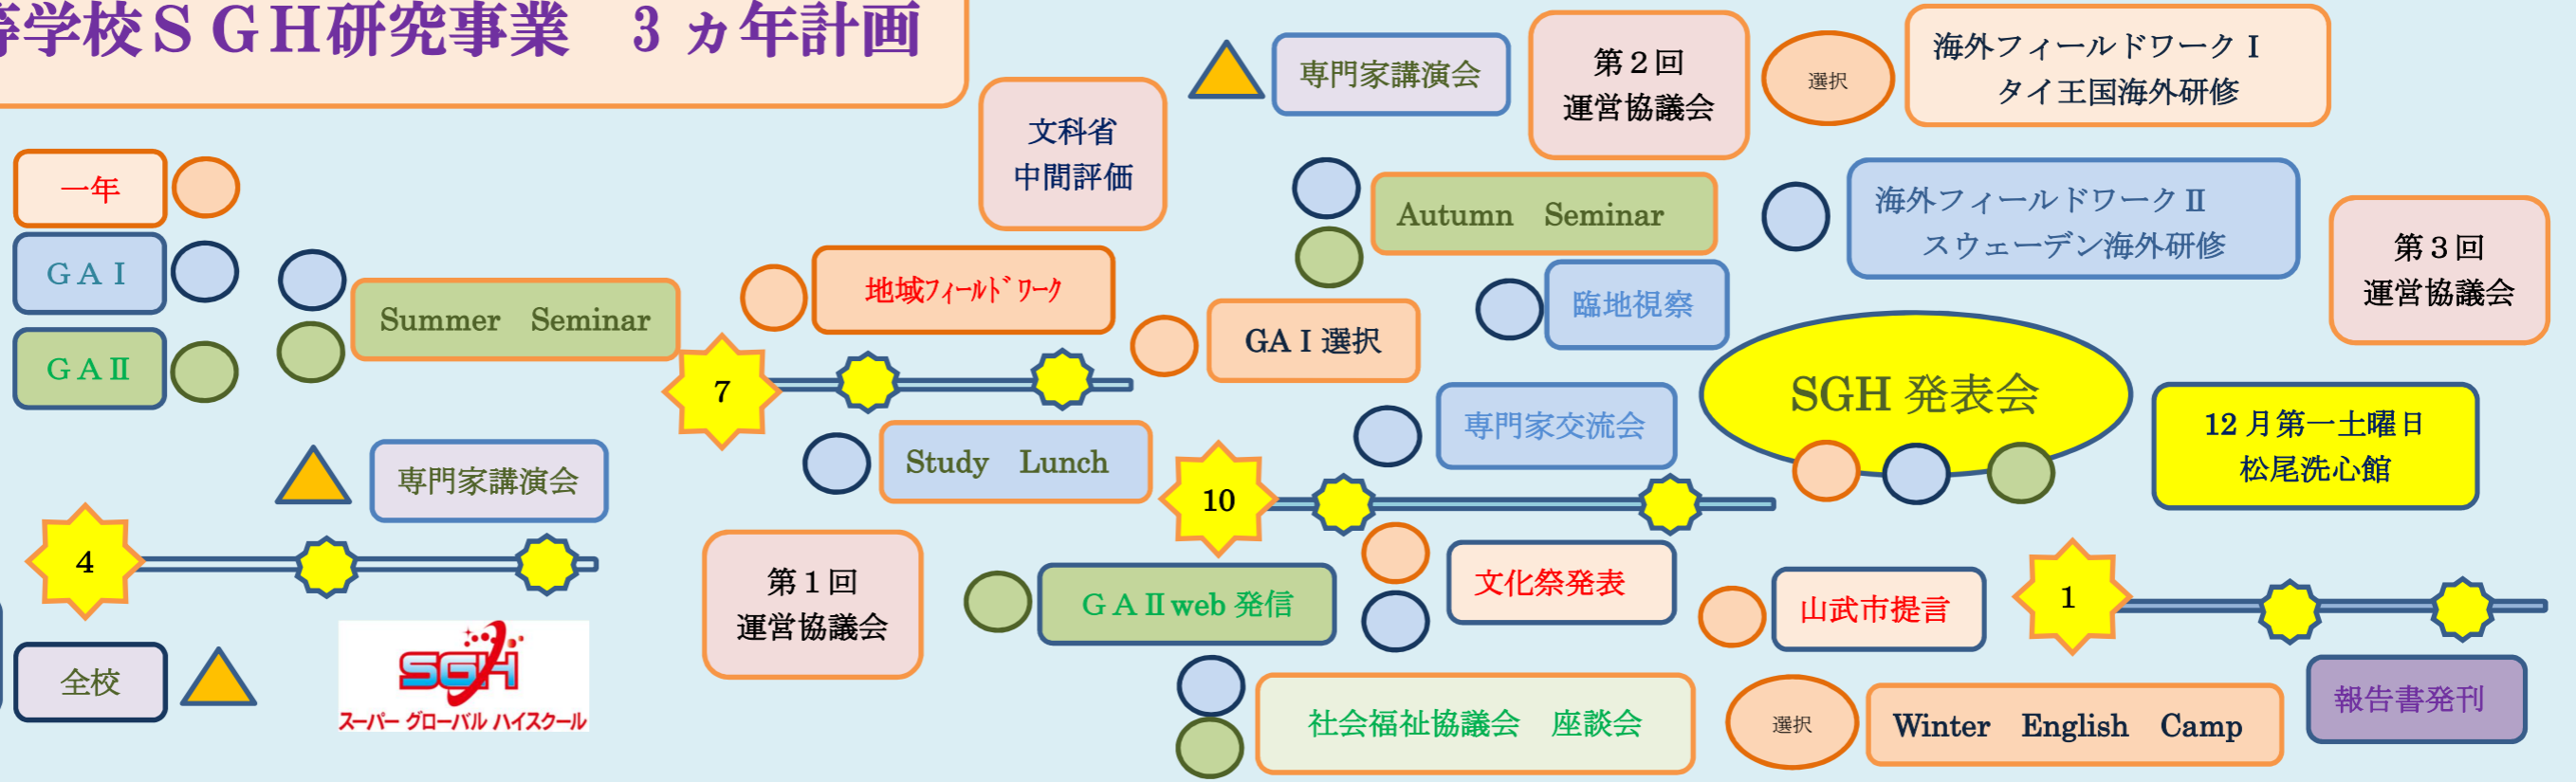 等学校ＳＧＨ研究事業　3ヵ年計画
一年
ＧＡⅠ
ＧＡⅡ
Summer　Seminar
専門家講演会
4
全校
SGH
スーパー グローバル ハイスクール
7
地域ﾌｨｰﾙﾄﾞﾜｰｸ
Study　Lunch
第１回
運営協議会
文科省
中間評価
専門家講演会
第２回
運営協議会
選択
海外フィールドワークⅠ
タイ王国海外研修
Autumn　Seminar
海外フィールドワークⅡ
スウェーデン海外研修
臨地視察
GAⅠ選択
第３回
運営協議会
10
専門家交流会
SGH 発表会
12月第一土曜日
松尾洗心館
ＧＡⅡweb 発信
文化祭発表
山武市提言
1
社会福祉協議会　座談会
選択
Winter　English　Camp
報告書発刊